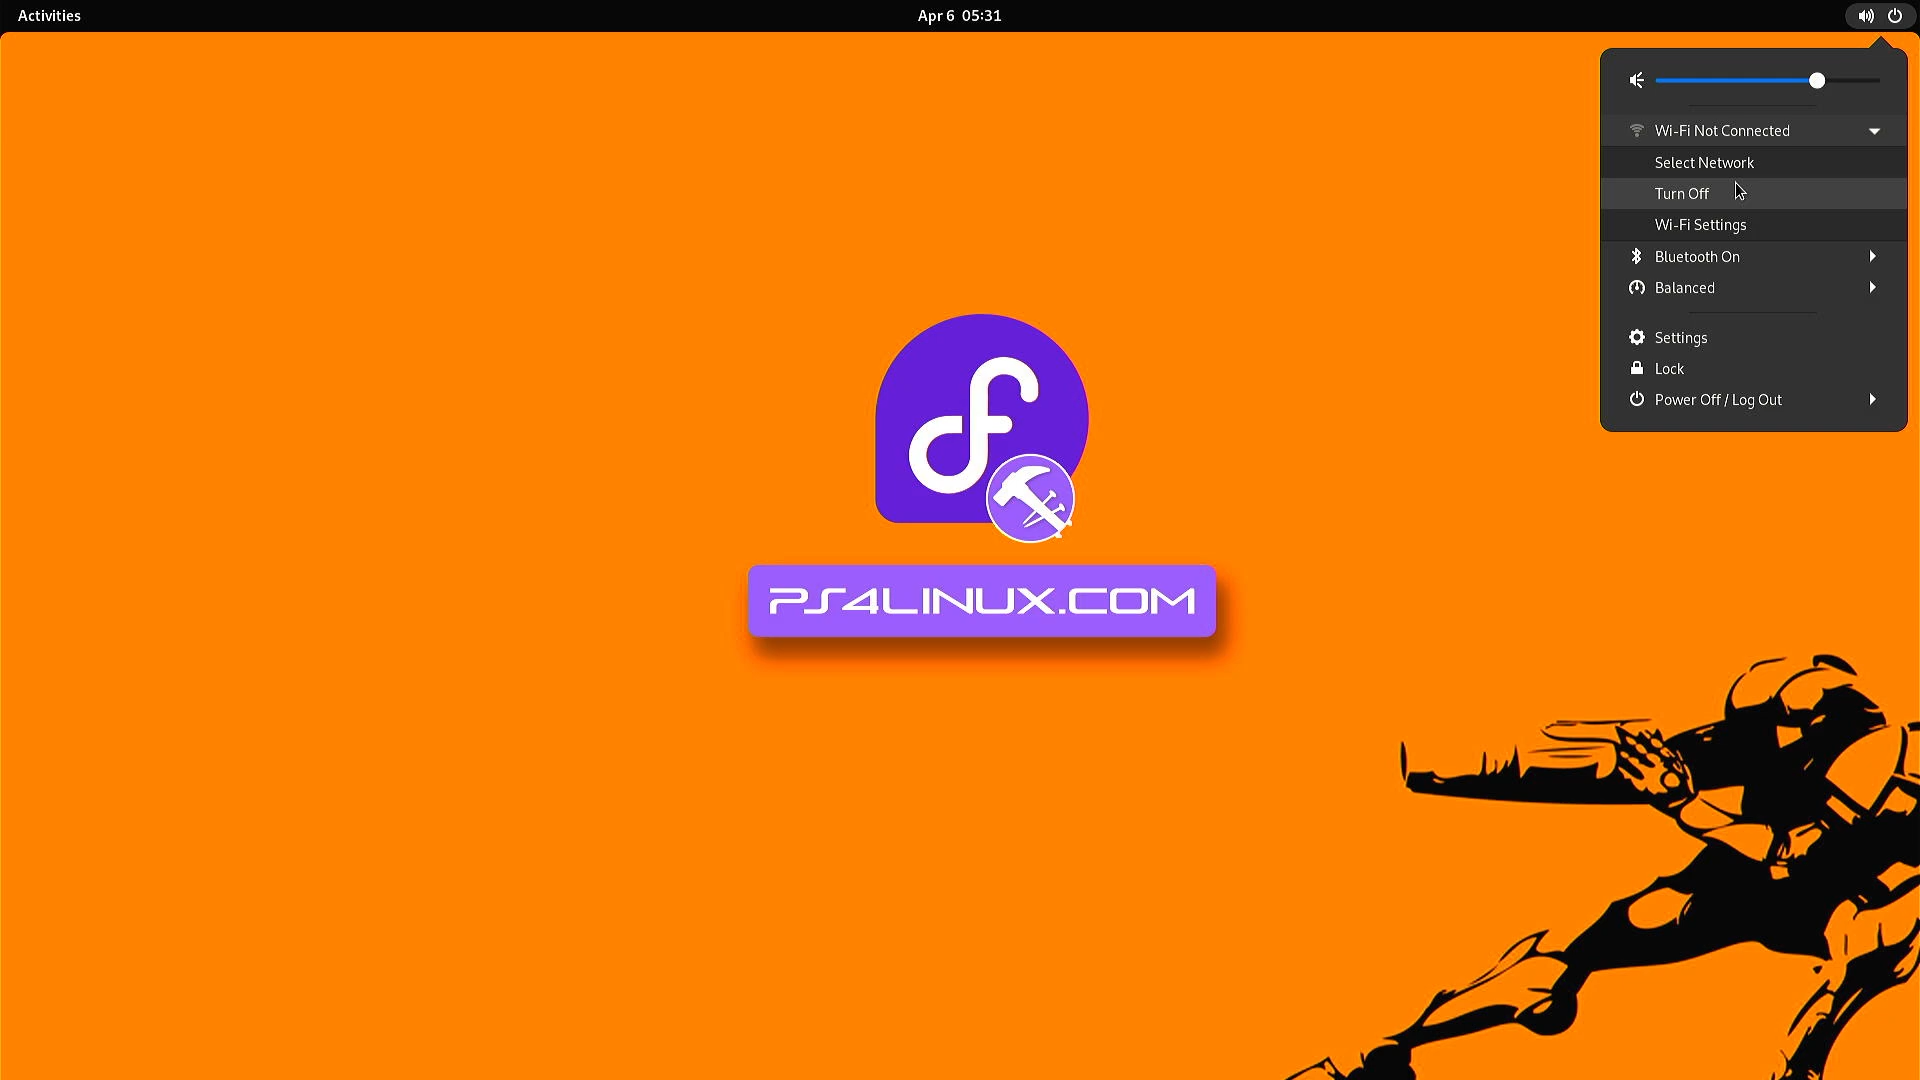 Activities
Apr 6 05:31
Wi-Fi Not Connected
Select Network
Turn Off
Wi-Fi Settings
Bluetooth On
Balanced
Settings
Lock
Power Off / Log Out
PS4LINUX.COM